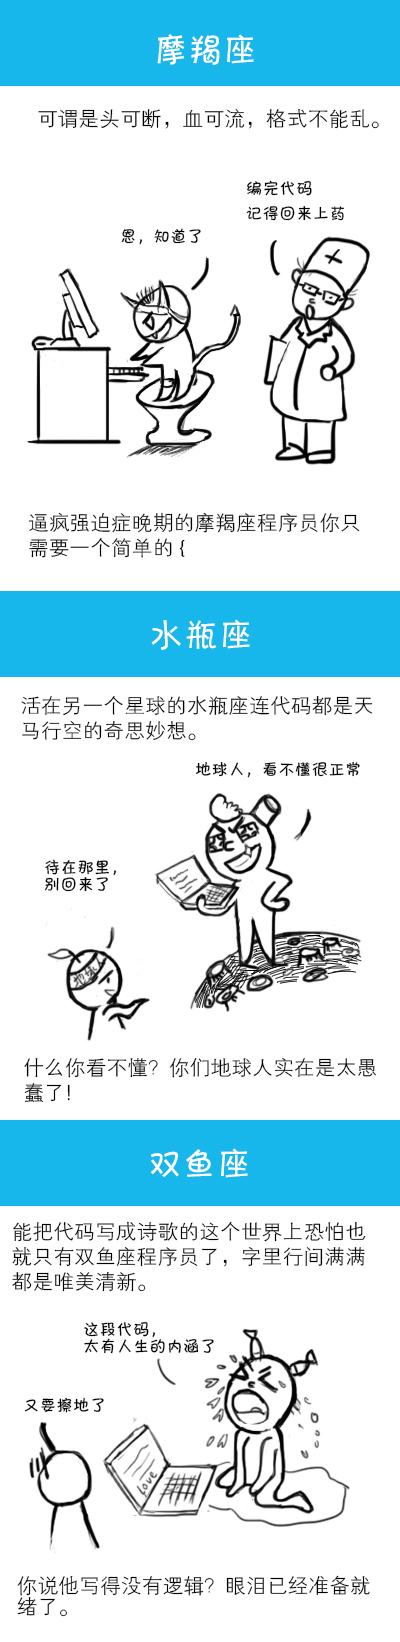 摩羯座
可谓是头可断，血可流，格式不能乱。
编完代码
记得回来上药
恩，知道了
逼疯强迫症晚期的摩羯座程序员你只
需要一个简单的 {
水瓶座
活在另一个星球的水瓶座连代码都是天
马行空的奇思妙想。
地球人，看不懂很正常
待在那里，
别回来了
地球人
什么你看不懂？你们地球人实在是太愚
蠢了！
双鱼座
能把代码写成诗歌的这个世界上恐怕也
就只有双鱼座程序员了，字里行间满满
都是唯美清新。
这段代码，
太有人生的内涵了
又要擦地了
love
你说他写得没有逻辑？眼泪已经准备就
绪了。